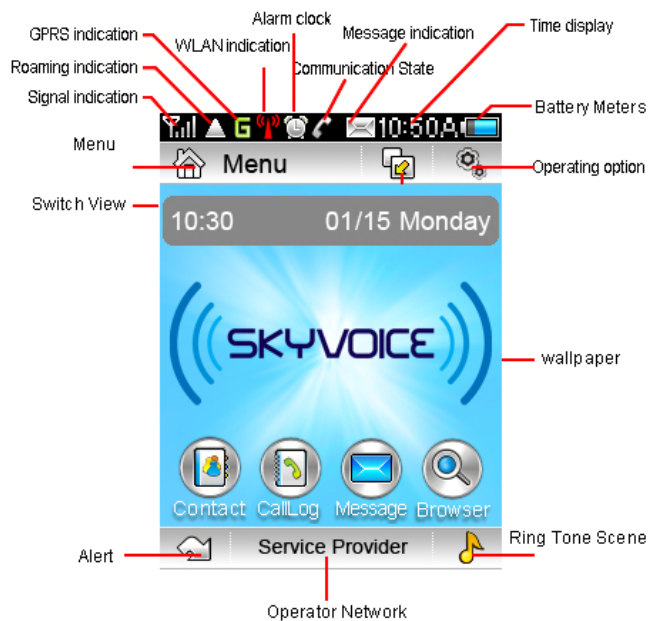 Alarm clock
GPRS indication
WLAN indication
Message indication
Time display
Roaming indication
Communication State
Signal indication
Battery Meters
G
10:50A
Menu
Menu
Operating option
Switch View
10:30 01/15 Monday
SKYVOICE
wallpaper
Contact CallLog Message Browser
Alert
Service Provider
Ring Tone Scene
Operator Network